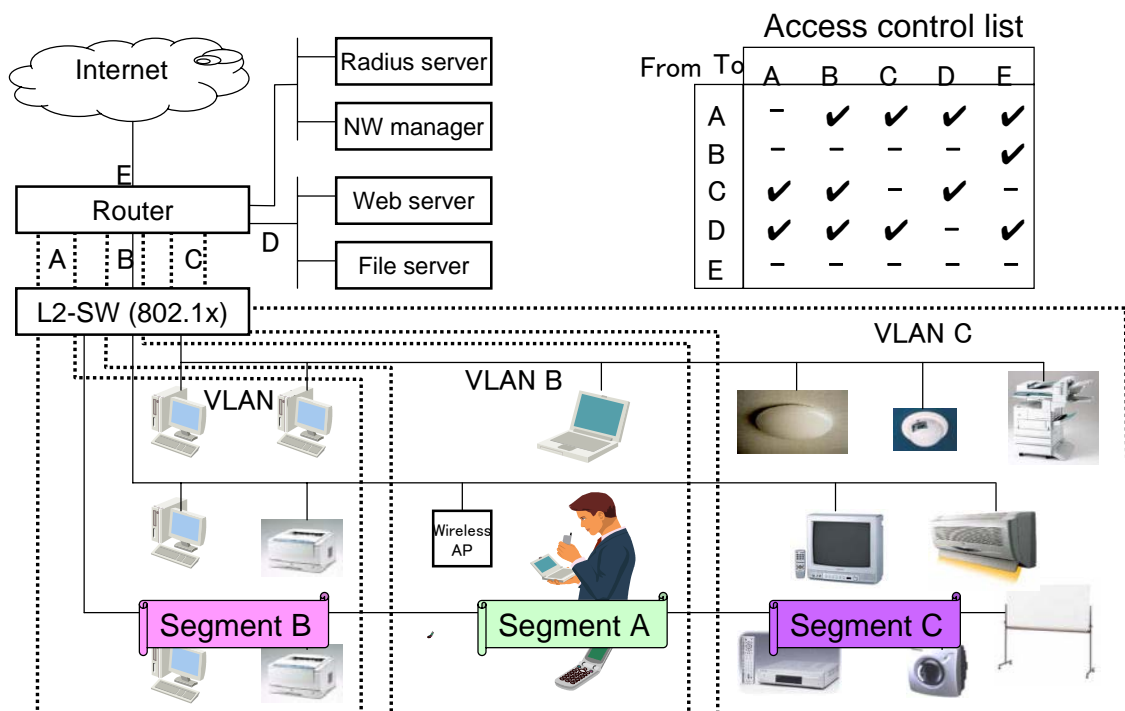 Access control list
Internet
Radius server
From To
A B C D E
NW manager
A - ✔ ✔ ✔ ✔
B - - - - ✔
C ✔ ✔ - ✔ -
D ✔ ✔ ✔ - ✔
E - - - - -
E
Router
Web server
D
File server
A B C
L2-SW (802.1x)
VLAN C
VLAN B
VLAN
Wireless
AP
Segment B
Segment A
Segment C